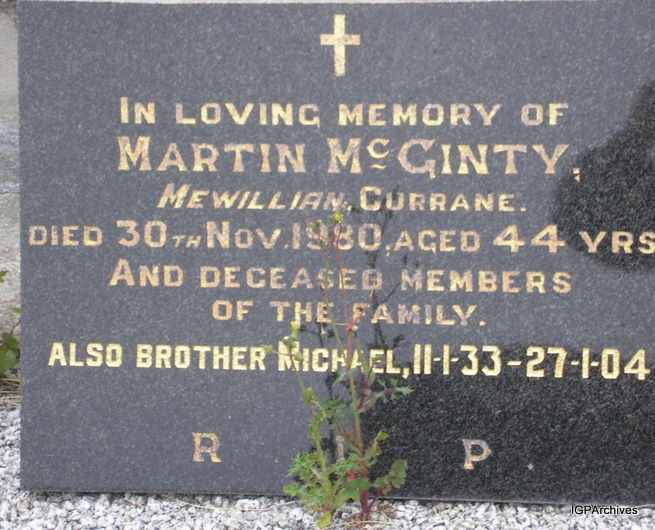 IN LOVING MEMORY OF
MARTIN McGINTY,
MEWILLIAN, CURRANE.
DIED 30TH NOV. 1980, AGED 44 YRS
AND DECEASED MEMBERS
OF THE FAMILY.
ALSO BROTHER MICHAEL, 11-1-33-27-1-04
R I P
IGPArchives